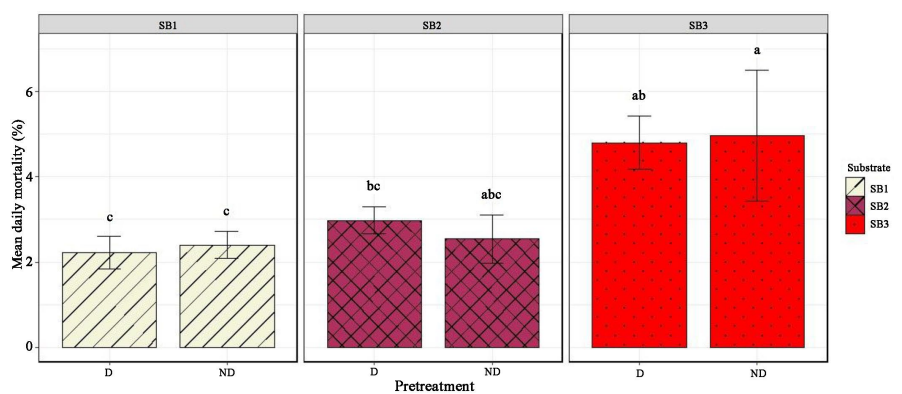 SB1 SB2 SB3
a
ab
6
Substrate
bc
abc
SB1
4
SB2
c c
SB3
Mean daily mortality (%)
2
0
D ND D ND D ND
Pretreatment